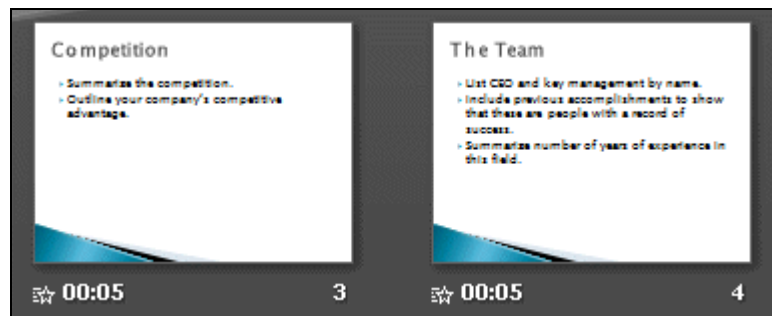 Competition
Summarize the competition.
Outline your company's competitive
advantage.
00:05
3
The Team
List CEO and key management by name.
Include previous accomplishments to show
that these are people with a record of
success.
Summarize number of years of experience in
this field.
00:05
4